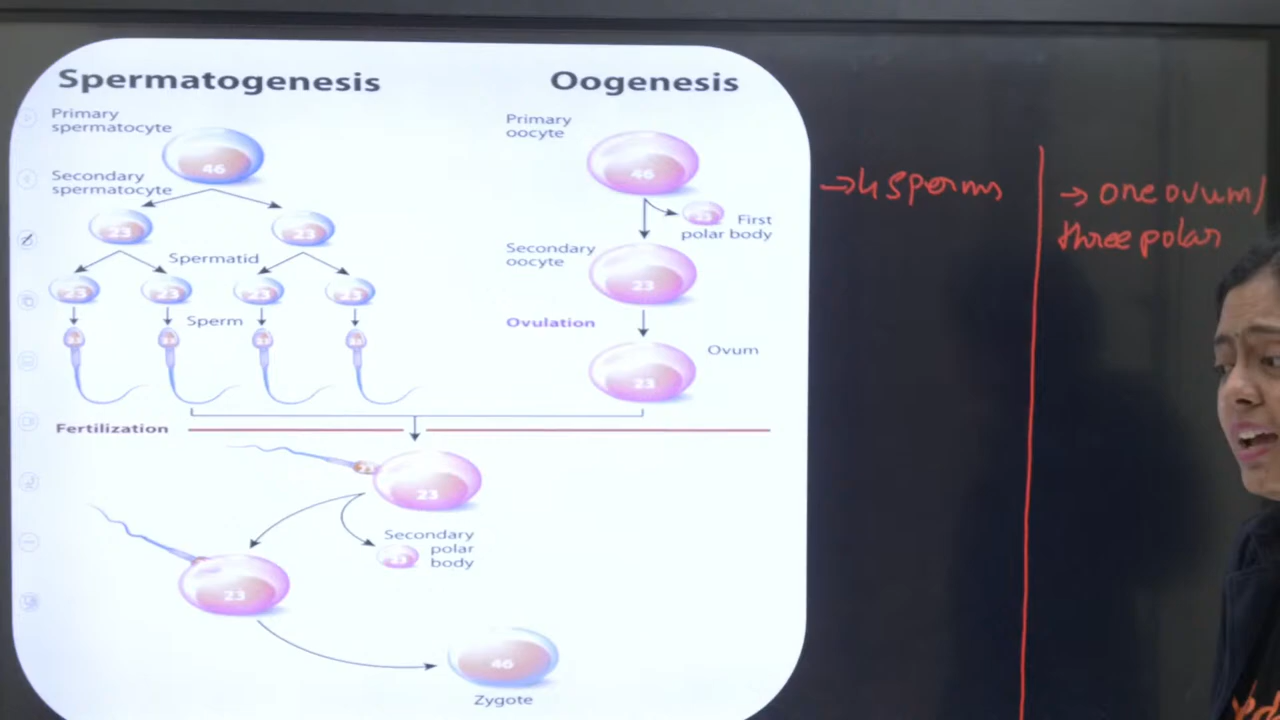 Spermatogenesis
Oogenesis
Primary
spermatocyte
46
Secondary
spermatocyte
23
23
Spermatid
23
23
23
23
Sperm
Primary
oocyte
46
First
polar body
Secondary
oocyte
23
Ovulation
Ovum
23
Fertilization
23
23
Secondary
polar
body
23
23
46
Zygote
→ 4 sperms
→ one ovum/
three polar